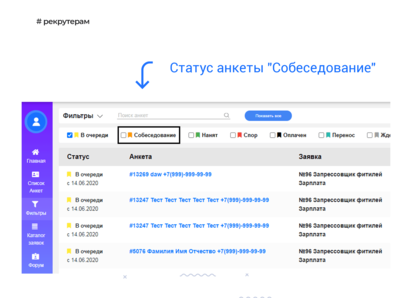 # рекрутерам
Статус анкеты "Собеседование"
Фильтры
Поиск анкет
Показать все
В очереди
Собеседование
Нанят
Спор
Оплачен
Перенос
Статус Анкета Заявка
Главная
Список Анкет
Фильтры
Каталог заявок
Форум
В очереди #13269 daw +7(999)-999-99-99 №96 Запрессовщик фитилей
с 14.06.2020 Зарплата
В очереди #13247 Тест Тест Тест Тест Тест +7(999)-999-99-99 №96 Запрессовщик фитилей
с 14.06.2020 Зарплата
В очереди #13247 Тест Тест Тест Тест Тест +7(999)-999-99-99 №96 Запрессовщик фитилей
с 14.06.2020 Зарплата
В очереди #5076 Фамилия Имя Отчество +7(999)-999-99-99 №96 Запрессовщик фитилей
с 14.06.2020 Зарплата